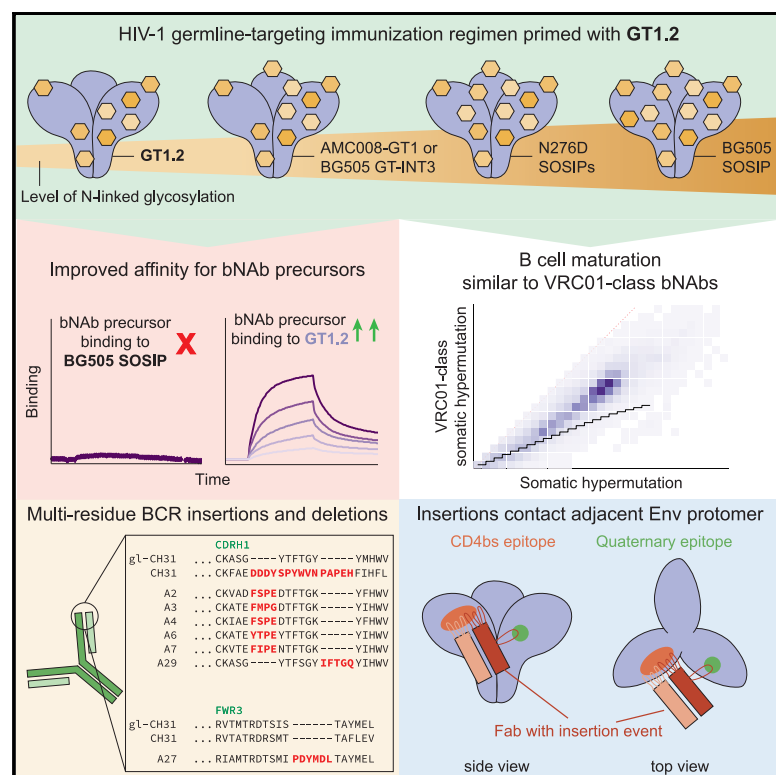 HIV-1 germline-targeting immunization regimen primed with GT1.2
GT1.2
AMC008-GT1 or
BG505 GT-INT3
N276D
SOSIPs
BG505
SOSIP
Level of N-linked glycosylation
Improved affinity for bNAb precursors
bNAb precursor
binding to
BG505 SOSIP
X
bNAb precursor
binding to GT1.2
Binding
Time
B cell maturation
similar to VRC01-class bNAbs
VRC01-class
somatic hypermutation
Somatic hypermutation
Multi-residue BCR insertions and deletions
CDRH1
gl-CH31 ...CKASG----YTFTGY-----YMHWV
CH31 ...CKFAEDDDYSPYWVNPAPEHFIHFL
A2 ...CKVADFSPEDTFTGK-----YFHWV
A3 ...CKATEFMPGDTFTGK-----YIHWV
A4 ...CKIAEFSPEDTFTGK-----YFHWV
A6 ...CKATEYTPEYTFTGK-----YIHWV
A7 ...CKVTEFIPENTFTGK-----YIHWV
A29 ...CKASG----YTFSGYIFTGQYIHWV
FWR3
gl-CH31 ...RVTMTRDTSIS------TAYMEL
CH31 ...RVTATRDRSMT------TAFLEV
A27 ...RIAMTRDTSMIPDYMDLTAYMEL
Insertions contact adjacent Env protomer
CD4bs epitope
Quaternary epitope
Fab with insertion event
side view
top view